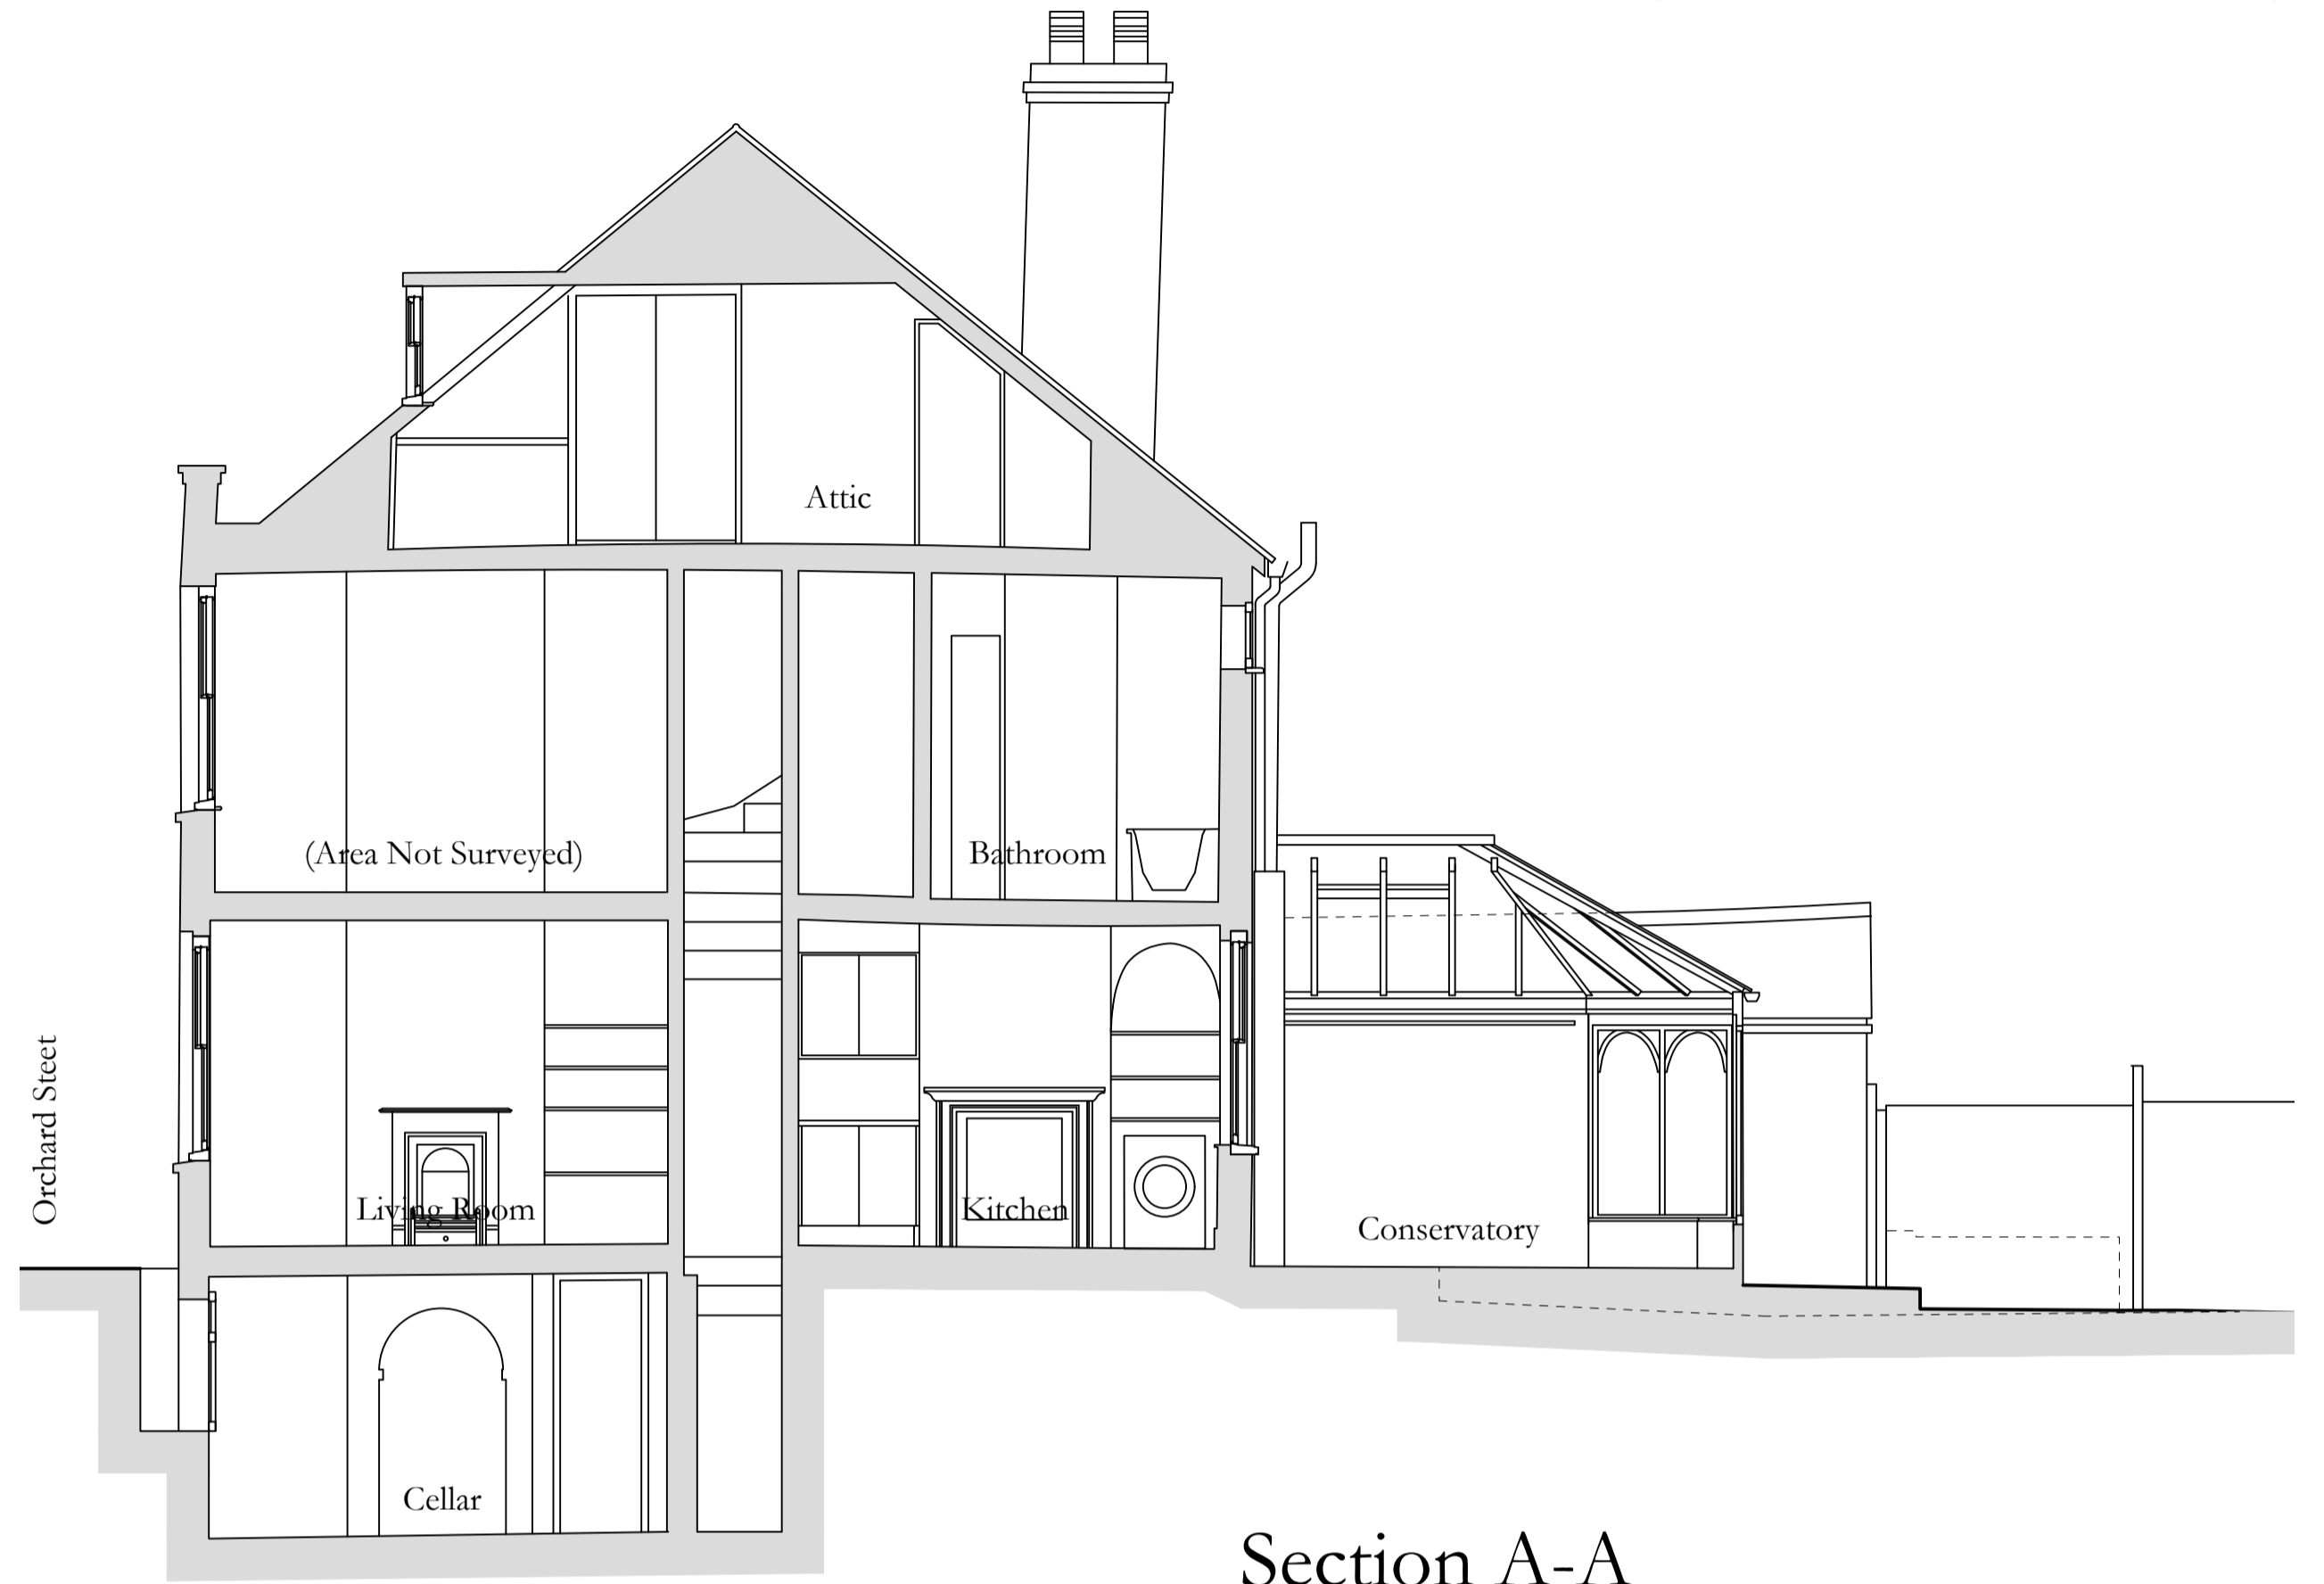 Attic
(Area Not Surveyed)
Bathroom
Orchard Steet
Living Room
Kitchen
Conservatory
Cellar
Section A-A